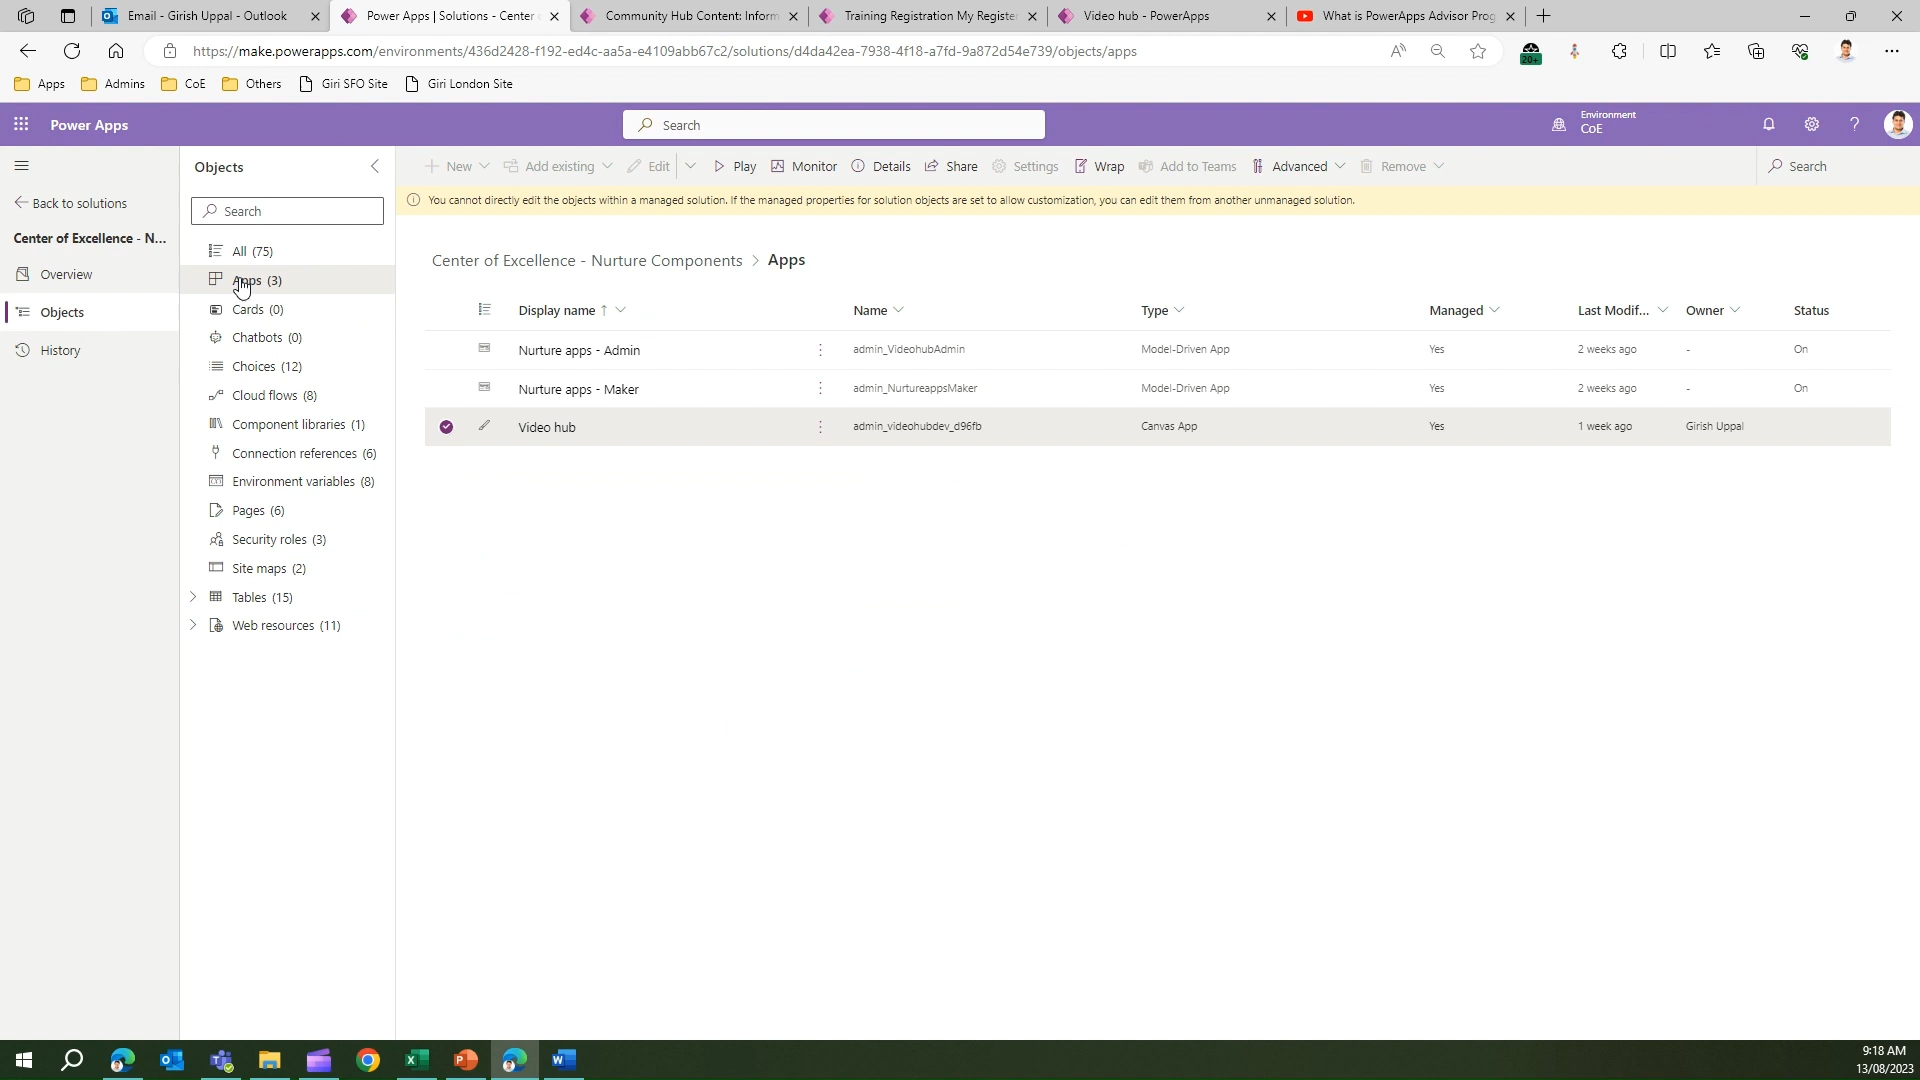 Email - Girish Uppal - Outlook
Power Apps | Solutions - Center
Community Hub Content: Inform
Training Registration My Registe
Video hub - PowerApps
What is PowerApps Advisor Prog
https://make.powerapps.com/environments/436d2428-f192-ed4c-aa5a-e4109abb67c2/solutions/d4da42ea-7938-4f18-a7fd-9a872d54e739/objects/apps
20+
Apps
Admins
CoE
Others
Giri SFO Site
Giri London Site
Power Apps
Search
Environment
CoE
Objects
New
Add existing
Edit
Play
Monitor
Details
Share
Settings
Wrap
Add to Teams
Advanced
Remove
Search
You cannot directly edit the objects within a managed solution. If the managed properties for solution objects are set to allow customization, you can edit them from another unmanaged solution.
Back to solutions
Center of Excellence - N...
Overview
Objects
History
Search
All (75)
Apps (3)
Cards (0)
Chatbots (0)
Choices (12)
Cloud flows (8)
Component libraries (1)
Connection references (6)
Environment variables (8)
Pages (6)
Security roles (3)
Site maps (2)
Tables (15)
Web resources (11)
Center of Excellence - Nurture Components > Apps
Display name ↑ Name Type Managed Last Modif... Owner Status
Nurture apps - Admin admin_VideohubAdmin Model-Driven App Yes 2 weeks ago - On
Nurture apps - Maker admin_NurtureappsMaker Model-Driven App Yes 2 weeks ago - On
Video hub admin_videohubdev_d96fb Canvas App Yes 1 week ago Girish Uppal
9:18 AM
13/08/2023